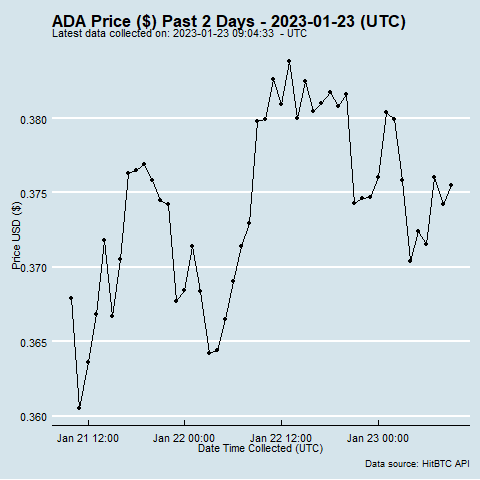 ADA Price ($) Past 2 Days - 2023-01-23 (UTC)
Latest data collected on: 2023-01-23 09:04:33 - UTC
0.380
0.375
0.370
0.365
0.360
Price USD ($)
Jan 21 12:00 Jan 22 00:00 Jan 22 12:00 Jan 23 00:00
Date Time Collected (UTC)
Data source: HitBTC API